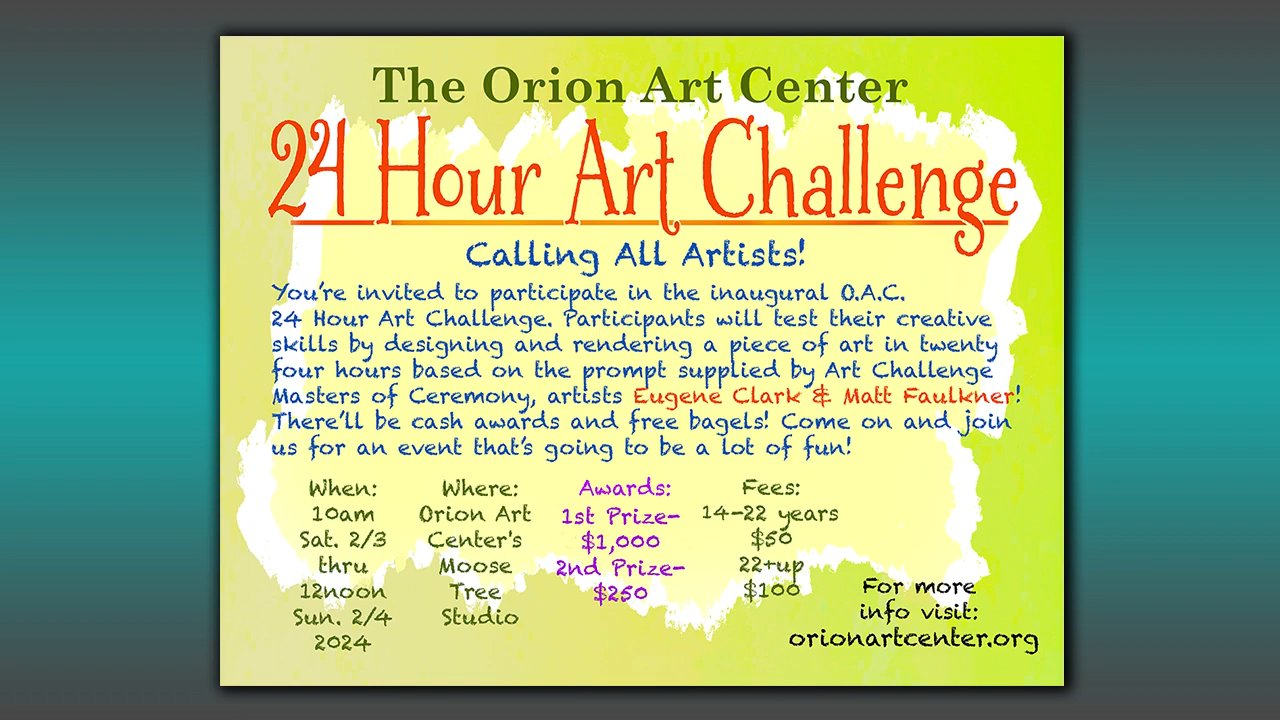 The Orion Art Center
24 Hour Art Challenge
Calling All Artists!
You're invited to participate in the inaugural O.A.C.
24 Hour Art Challenge. Participants will test their creative
skills by designing and rendering a piece of art in twenty
four hours based on the prompt supplied by Art Challenge
Masters of Ceremony, artists Eugene Clark & Matt Faulkner!
There'll be cash awards and free bagels! Come on and join
us for an event that's going to be a lot of fun!
When:
10am
Sat. 2/3
thru
12noon
Sun. 2/4
2024
Where:
Orion Art
Center's
Moose
Tree
Studio
Awards:
1st Prize-
$1,000
2nd Prize-
$250
Fees:
14-22 years
$50
22+up
$100
For more
info visit:
orionartcenter.org